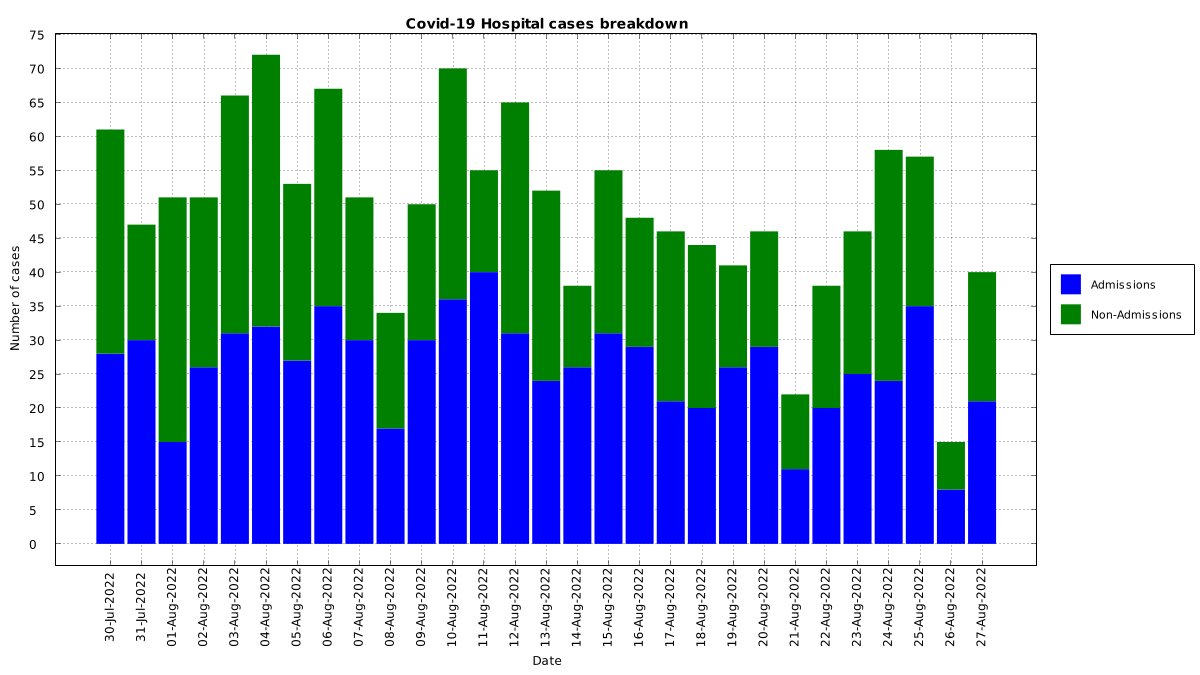 Covid-19 Hospital cases breakdown
75
70
65
60
55
50
45
40
35
30
25
20
15
10
5
0
Number of cases
30-Jul-2022
31-Jul-2022
01-Aug-2022
02-Aug-2022
03-Aug-2022
04-Aug-2022
05-Aug-2022
06-Aug-2022
07-Aug-2022
08-Aug-2022
09-Aug-2022
10-Aug-2022
11-Aug-2022
12-Aug-2022
13-Aug-2022
14-Aug-2022
15-Aug-2022
16-Aug-2022
17-Aug-2022
18-Aug-2022
19-Aug-2022
20-Aug-2022
21-Aug-2022
22-Aug-2022
23-Aug-2022
24-Aug-2022
25-Aug-2022
26-Aug-2022
27-Aug-2022
Date
Admissions
Non-Admissions